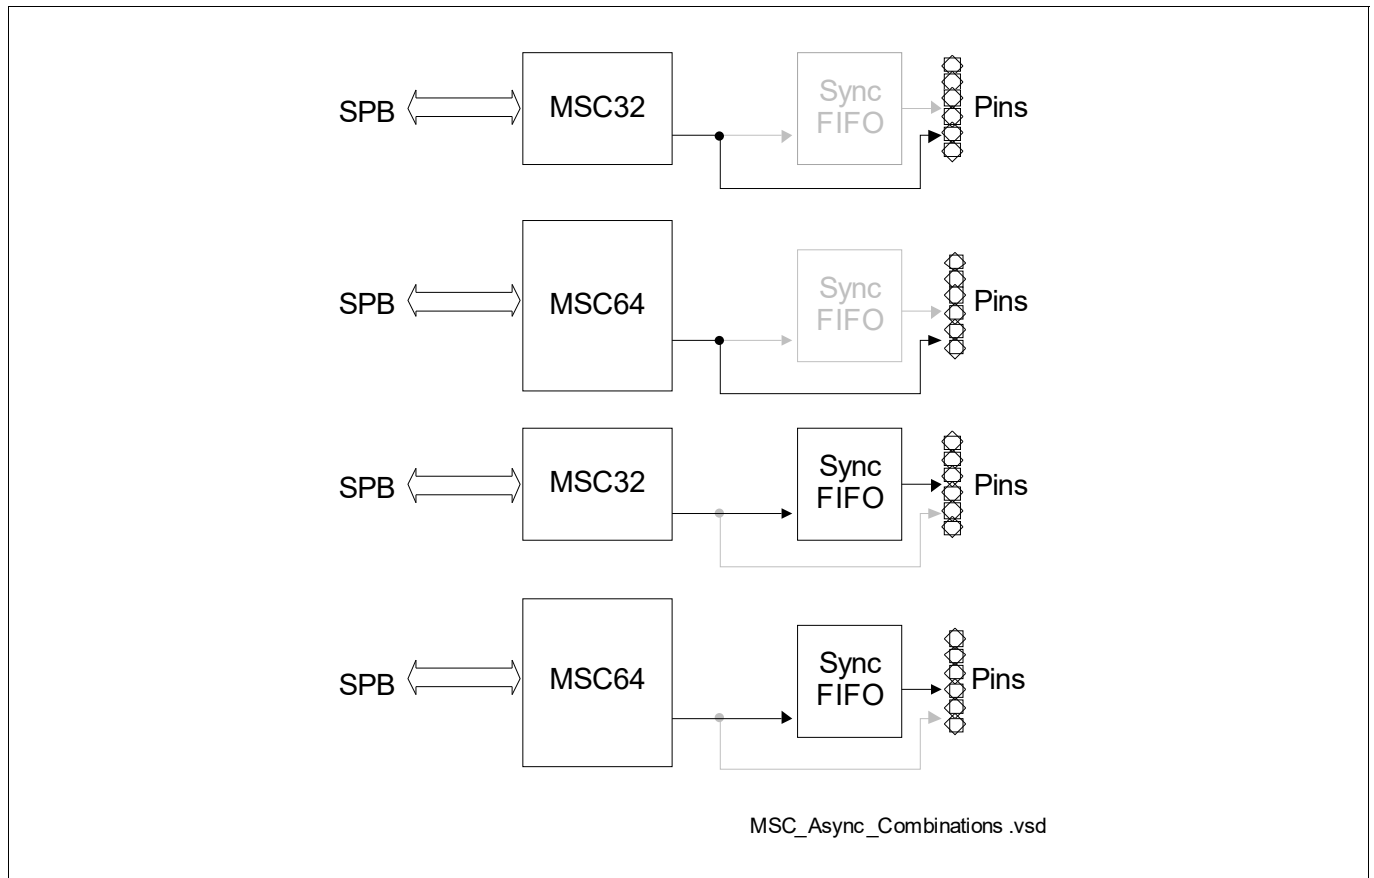 SPB
MSC32
Sync
FIFO
Pins
SPB
MSC64
Sync
FIFO
Pins
SPB
MSC32
Sync
FIFO
Pins
SPB
MSC64
Sync
FIFO
Pins
MSC_Async_Combinations .vsd